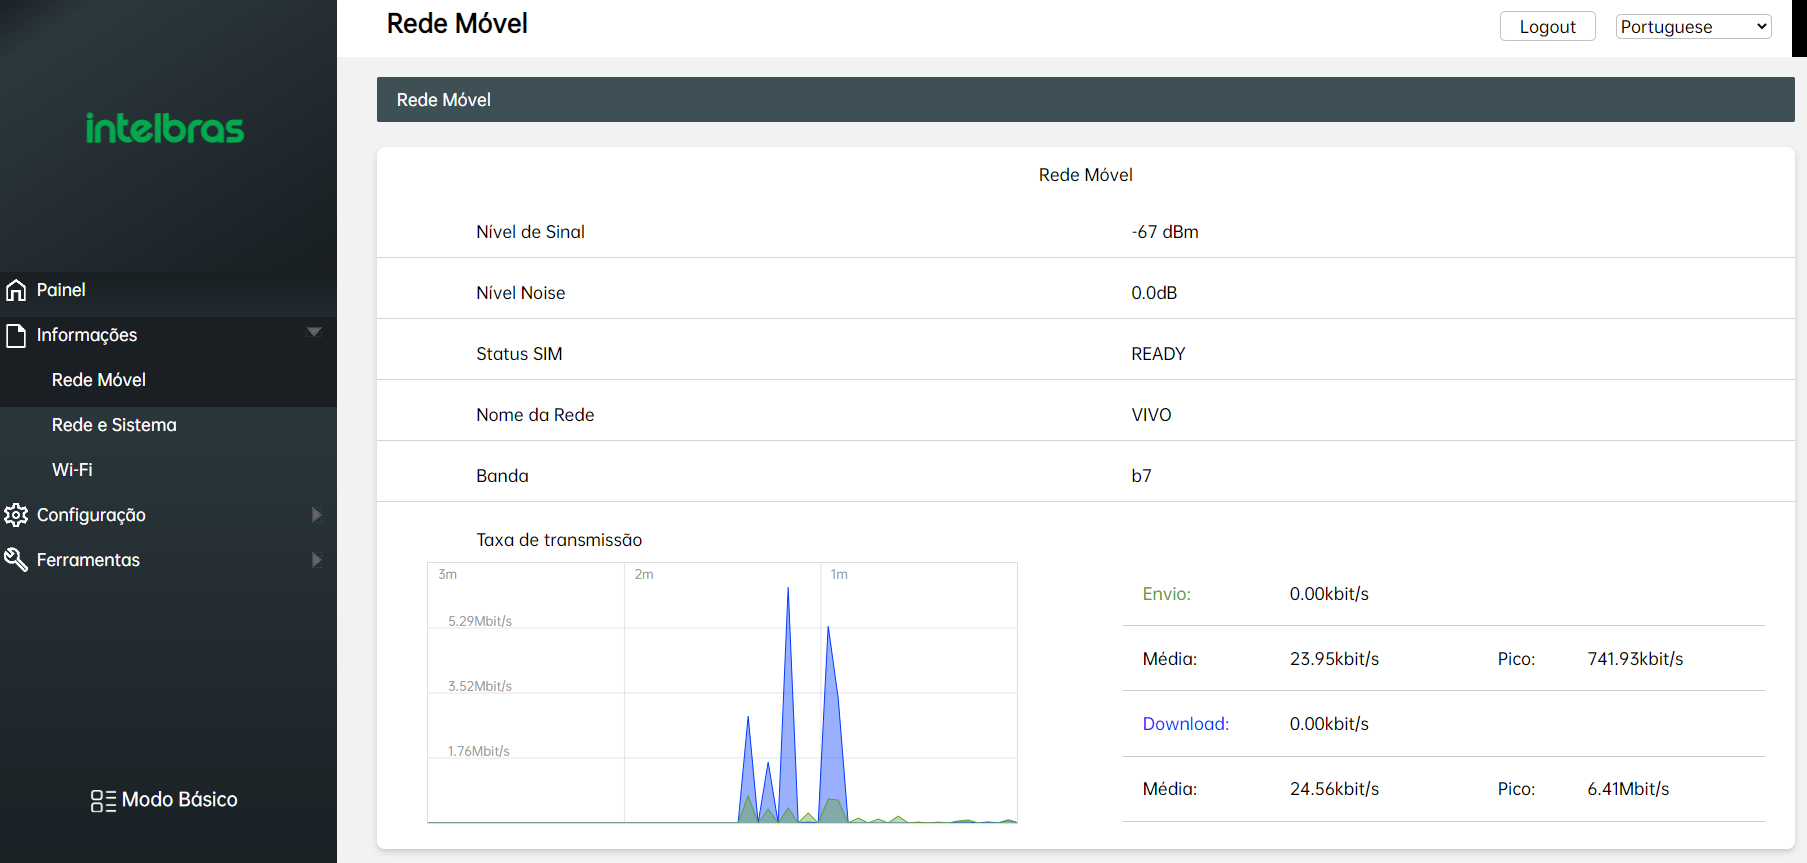 Rede Móvel
Logout
Portuguese
intelbras
Painel
Informações
Rede Móvel
Rede e Sistema
Wi-Fi
Configuração
Ferramentas
Modo Básico
Rede Móvel
Rede Móvel
Nível de Sinal -67 dBm
Nível Noise 0.0dB
Status SIM READY
Nome da Rede VIVO
Banda b7
Taxa de transmissão
3m 2m 1m
5.29Mbit/s
3.52Mbit/s
1.76Mbit/s
Envio: 0.00kbit/s
Média: 23.95kbit/s Pico: 741.93kbit/s
Download: 0.00kbit/s
Média: 24.56kbit/s Pico: 6.41Mbit/s